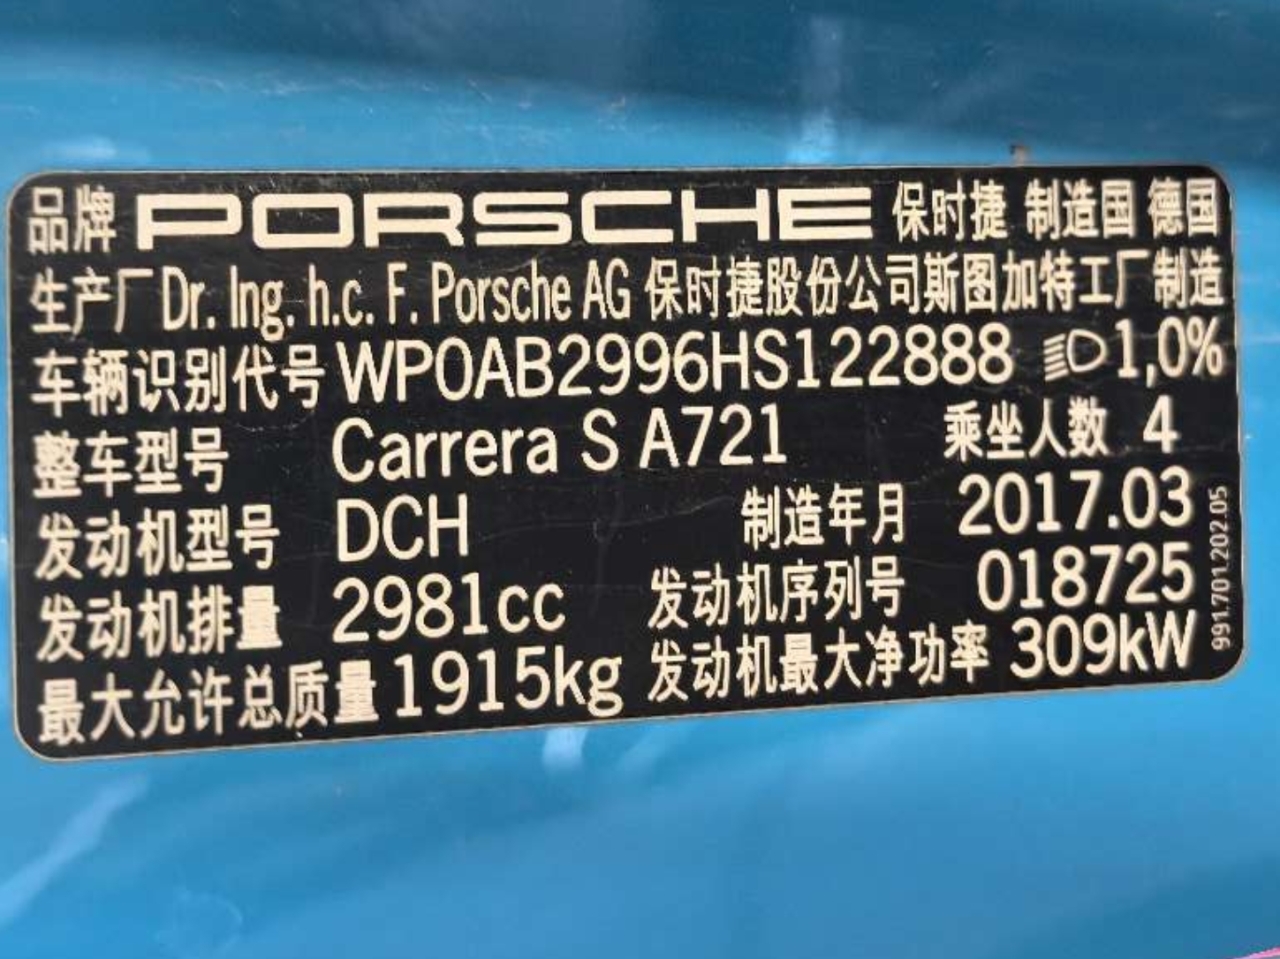 品牌 PORSCHE 保时捷 制造国 德国
生产厂 Dr. Ing. h.c. F. Porsche AG 保时捷股份公司斯图加特工厂制造
车辆识别代号 WP0AB2996HS122888 1,0%
整车型号 Carrera S A721 乘坐人数 4
发动机型号 DCH 制造年月 2017.03
发动机排量 2981cc 发动机序列号 018725
最大允许总质量 1915kg 发动机最大净功率 309kW
991.701.202.05